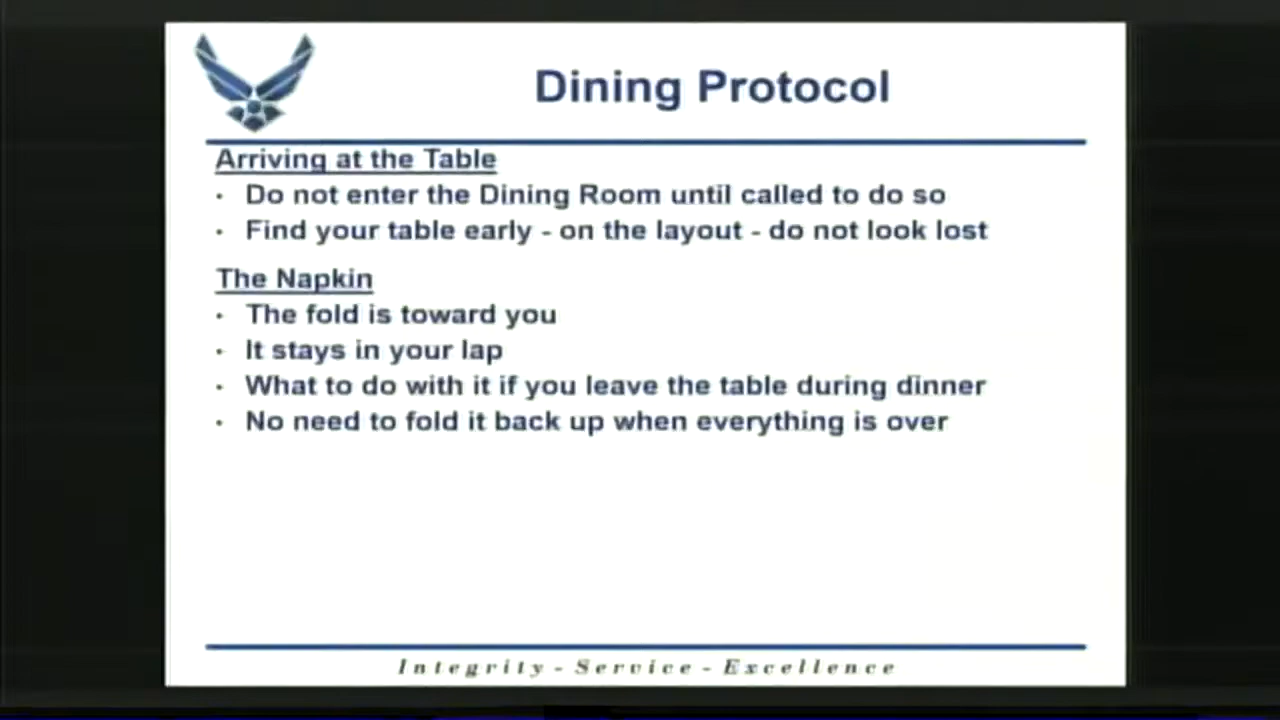 Dining Protocol
Arriving at the Table
· Do not enter the Dining Room until called to do so
· Find your table early - on the layout - do not look lost
The Napkin
· The fold is toward you
· It stays in your lap
· What to do with it if you leave the table during dinner
· No need to fold it back up when everything is over
Integrity - Service - Excellence